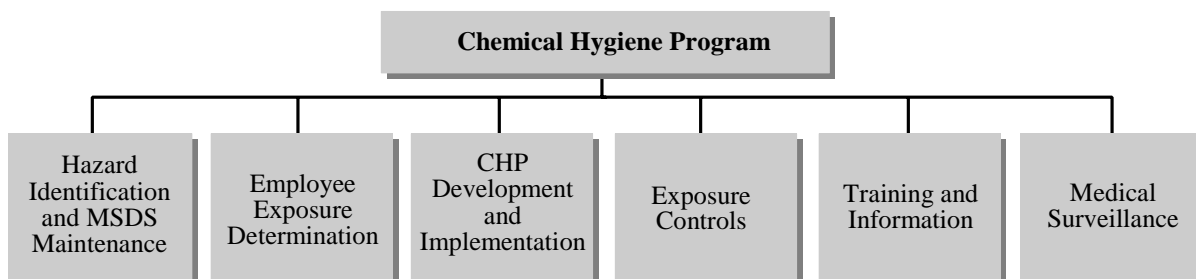 Chemical Hygiene Program
Hazard
Identification
and MSDS
Maintenance
Employee
Exposure
Determination
CHP
Development
and
Implementation
Exposure
Controls
Training and
Information
Medical
Surveillance